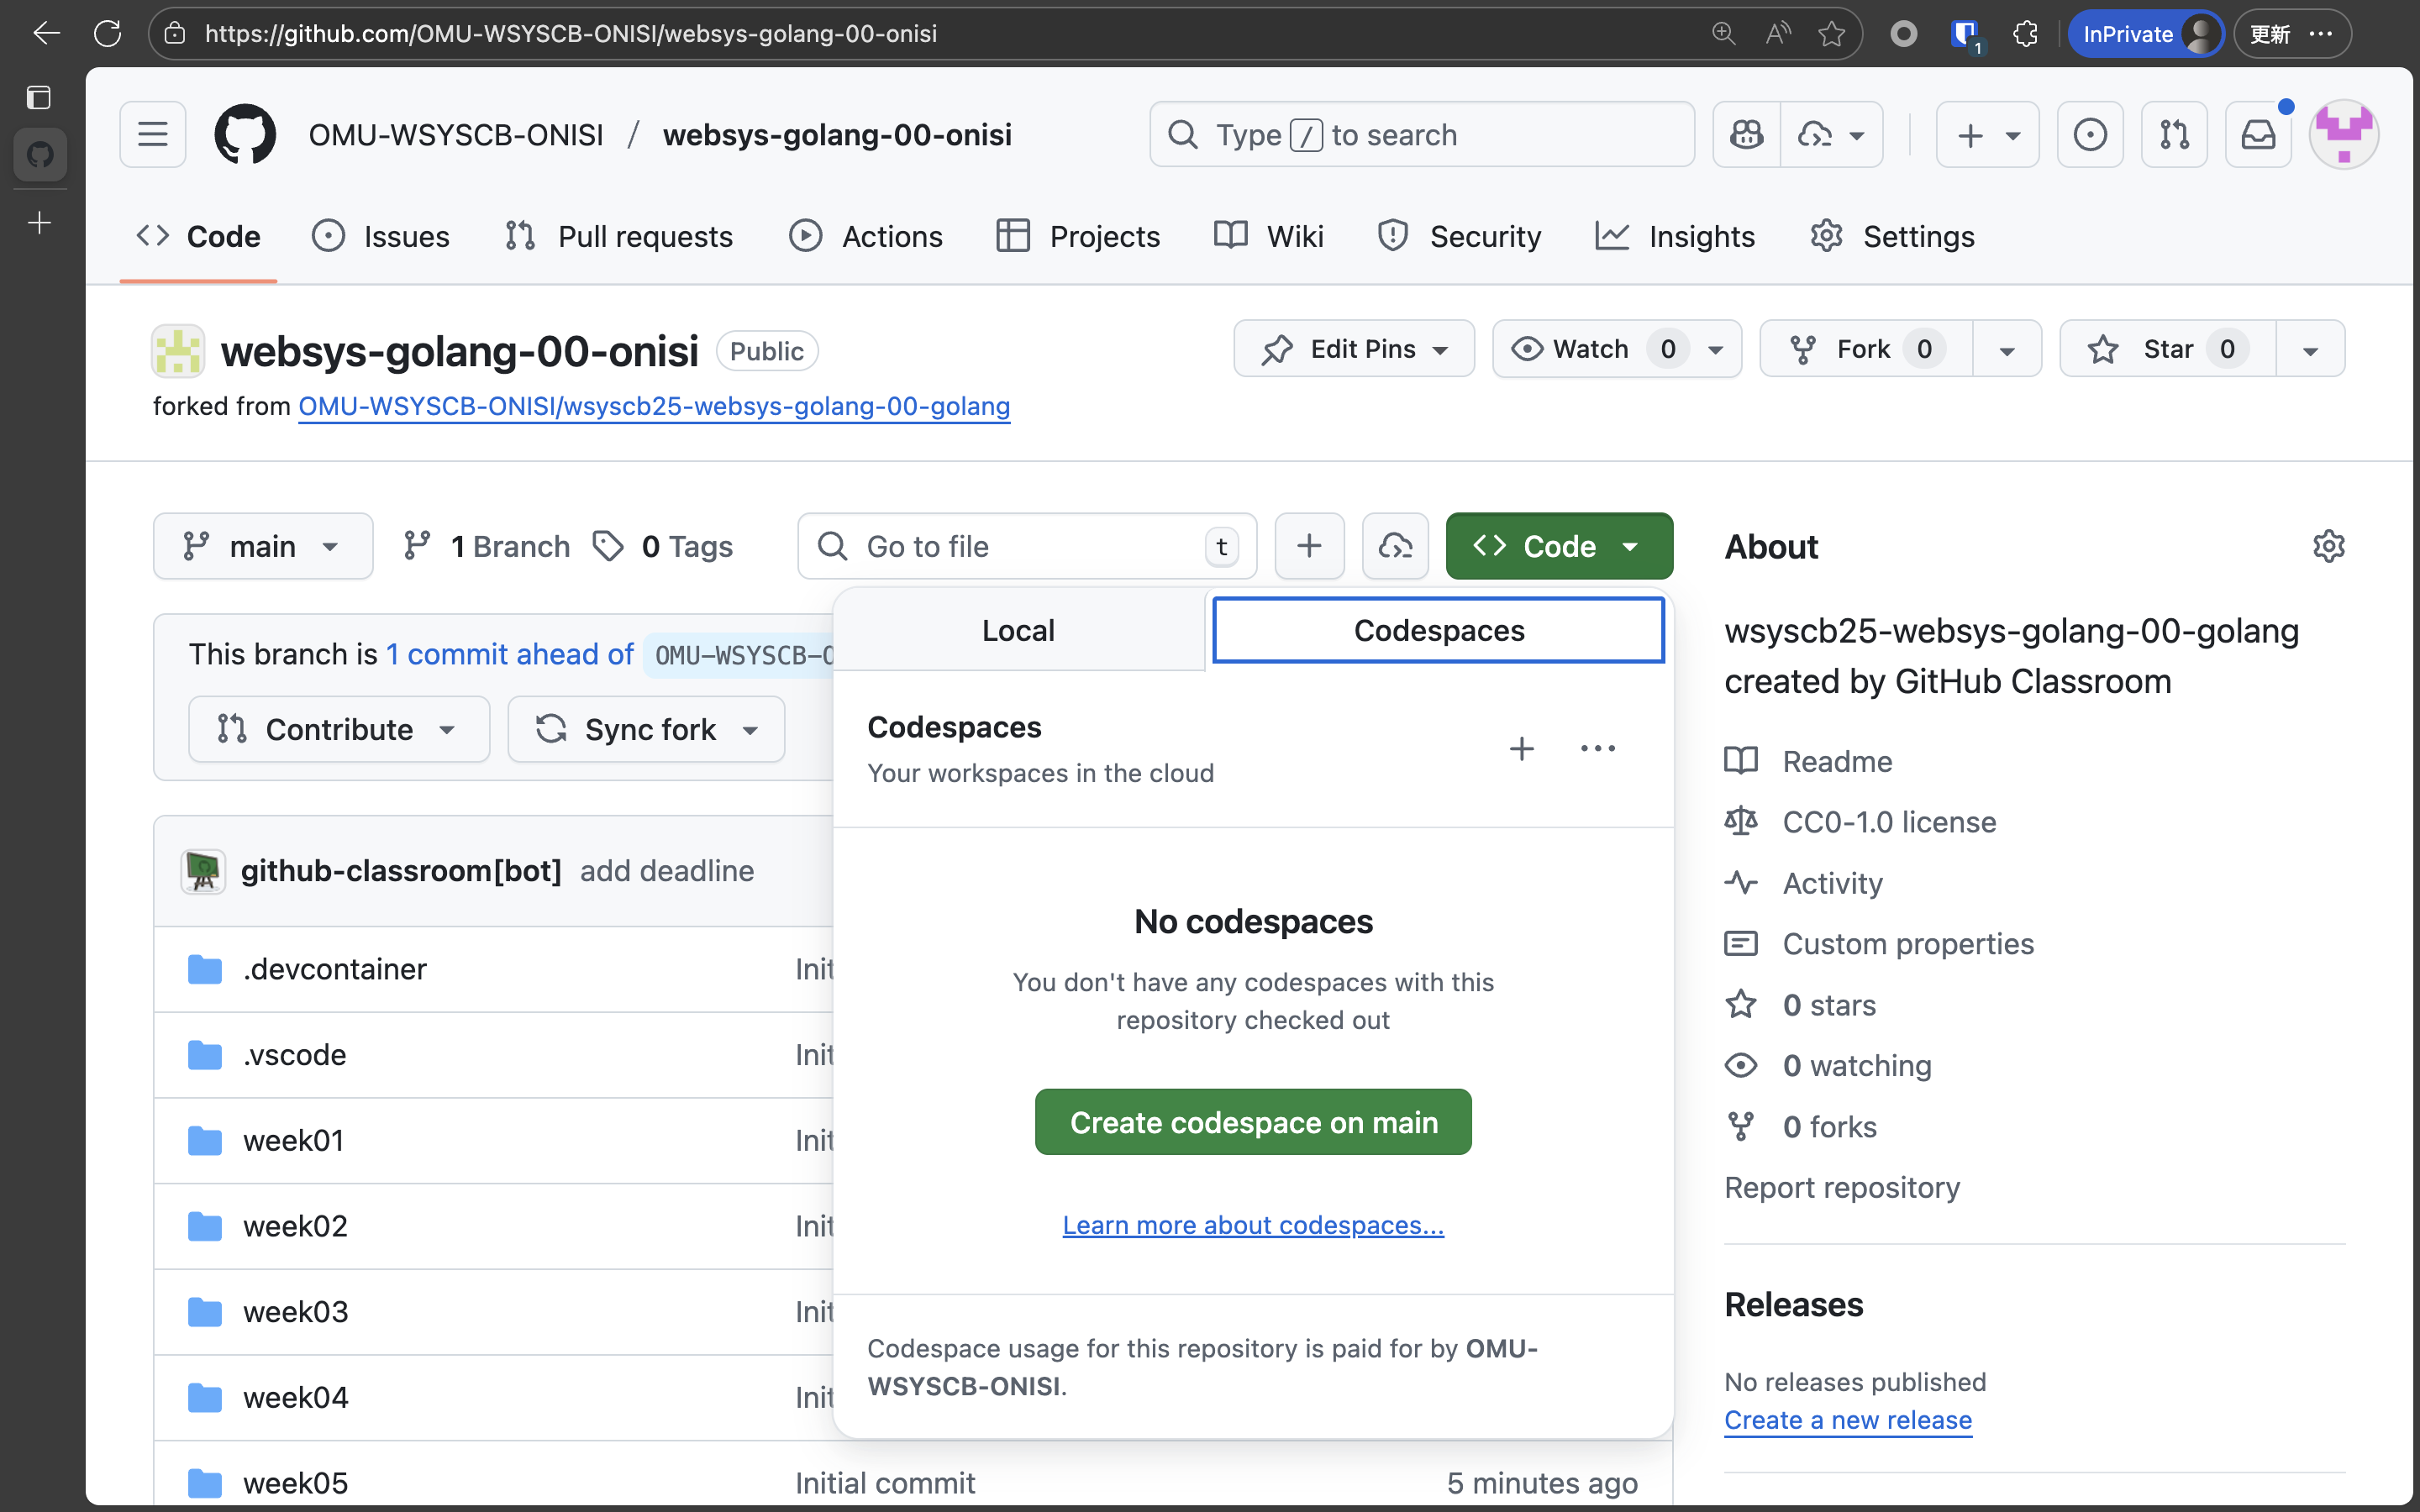 https://github.com/OMU-WSYSCB-ONISI/websys-golang-00-onisi
1
InPrivate
更新
OMU-WSYSCB-ONISI / websys-golang-00-onisi
Type / to search
Code
Issues
Pull requests
Actions
Projects
Wiki
Security
Insights
Settings
websys-golang-00-onisi
Public
Edit Pins
Watch 0
Fork 0
Star 0
forked from OMU-WSYSCB-ONISI/wsyscb25-websys-golang-00-golang
main
1 Branch
0 Tags
Go to file
t
Code
This branch is 1 commit ahead of OMU-WSYSCB-
Contribute
Sync fork
github-classroom[bot] add deadline
.devcontainer
Init
.vscode
Init
week01
Init
week02
Init
week03
Init
week04
Init
week05
Initial commit
5 minutes ago
Local
Codespaces
Codespaces
Your workspaces in the cloud
No codespaces
You don't have any codespaces with this
repository checked out
Create codespace on main
Learn more about codespaces...
Codespace usage for this repository is paid for by OMU-
WSYSCB-ONISI.
About
wsyscb25-websys-golang-00-golang
created by GitHub Classroom
Readme
CC0-1.0 license
Activity
Custom properties
0 stars
0 watching
0 forks
Report repository
Releases
No releases published
Create a new release